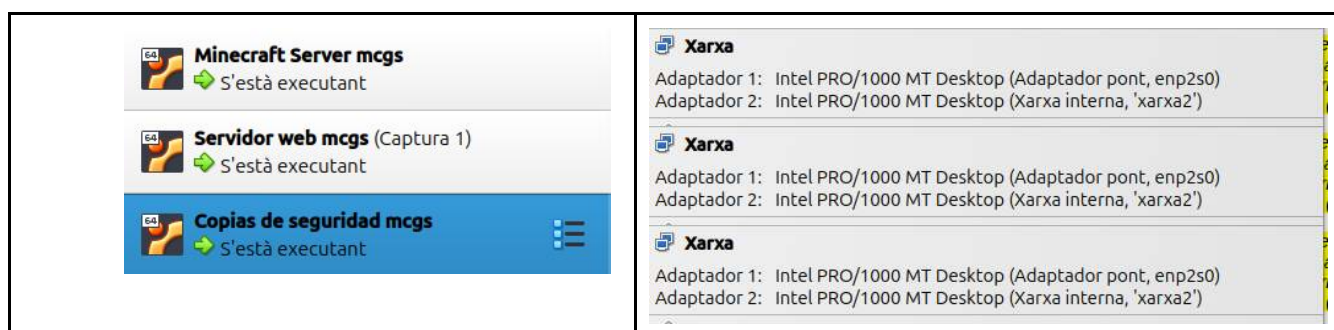 64
Minecraft Server mcgs
S'està executant
64
Servidor web mcgs (Captura 1)
S'està executant
64
Copias de seguridad mcgs
S'està executant
Xarxa
Adaptador 1: Intel PRO/1000 MT Desktop (Adaptador pont, enp2s0)
Adaptador 2: Intel PRO/1000 MT Desktop (Xarxa interna, 'xarxa2')
Xarxa
Adaptador 1: Intel PRO/1000 MT Desktop (Adaptador pont, enp2s0)
Adaptador 2: Intel PRO/1000 MT Desktop (Xarxa interna, 'xarxa2')
Xarxa
Adaptador 1: Intel PRO/1000 MT Desktop (Adaptador pont, enp2s0)
Adaptador 2: Intel PRO/1000 MT Desktop (Xarxa interna, 'xarxa2')